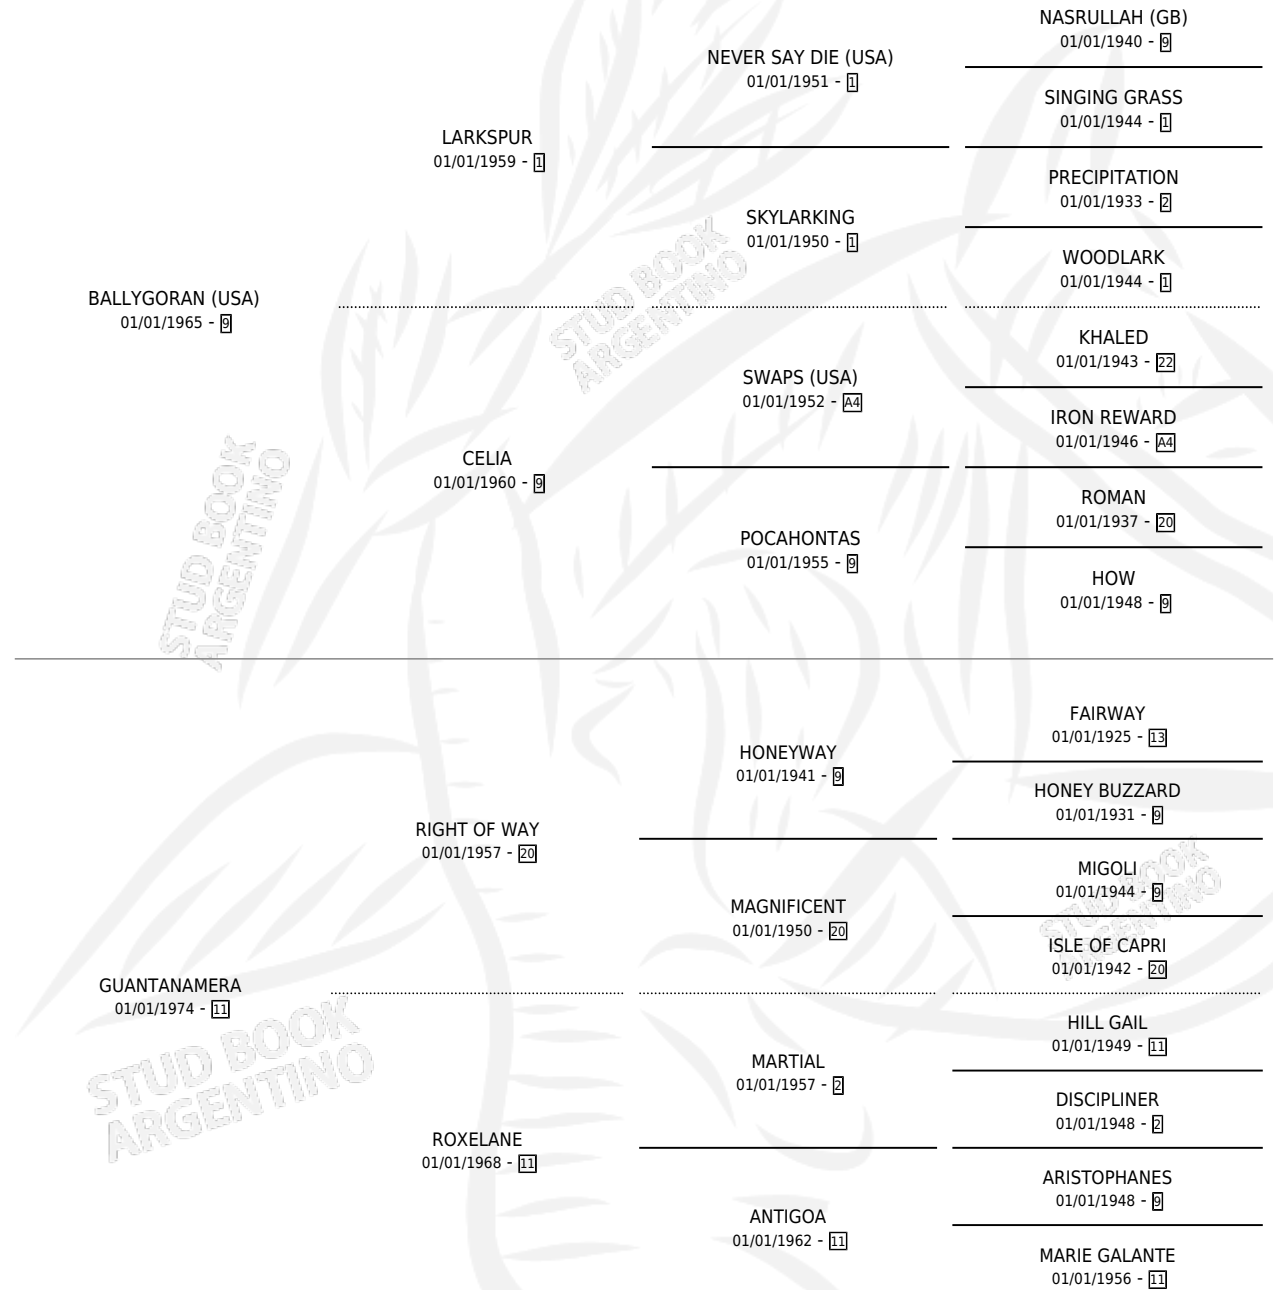 NASRULLAH (GB)
01/01/1940 - 9
NEVER SAY DIE (USA)
01/01/1951 - 1
SINGING GRASS
01/01/1944 - 1
LARKSPUR
01/01/1959 - 1
PRECIPITATION
01/01/1933 - 2
SKYLARKING
01/01/1950 - 1
WOODLARK
01/01/1944 - 1
BALLYGORAN (USA)
01/01/1965 - 9
KHALED
01/01/1943 - 22
SWAPS (USA)
01/01/1952 - A4
IRON REWARD
01/01/1946 - A4
CELIA
01/01/1960 - 9
ROMAN
01/01/1937 - 20
POCAHONTAS
01/01/1955 - 9
HOW
01/01/1948 - 9
STUD BOOK
ARGENTINO
STUD BOOK
ARGENTINO
FAIRWAY
01/01/1925 - 13
HONEYWAY
01/01/1941 - 9
HONEY BUZZARD
01/01/1931 - 9
RIGHT OF WAY
01/01/1957 - 20
MIGOLI
01/01/1944 - 9
MAGNIFICENT
01/01/1950 - 20
ISLE OF CAPRI
01/01/1942 - 20
STUD BOOK
ARGENTINO
GUANTANAMERA
01/01/1974 - 11
HILL GAIL
01/01/1949 - 11
MARTIAL
01/01/1957 - 2
DISCIPLINER
01/01/1948 - 2
ROXELANE
01/01/1968 - 11
ARISTOPHANES
01/01/1948 - 9
ANTIGOA
01/01/1962 - 11
MARIE GALANTE
01/01/1956 - 11
STUD BOOK
ARGENTINO